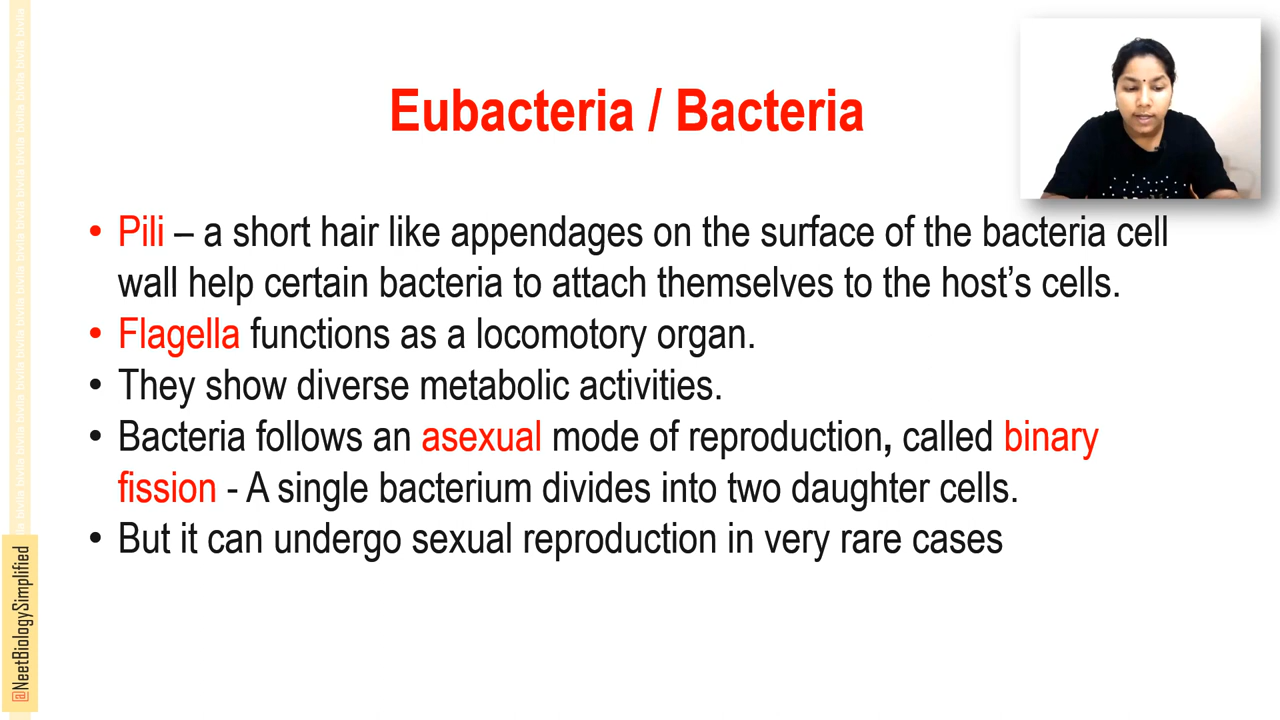 Eubacteria / Bacteria
• Pili – a short hair like appendages on the surface of the bacteria cell
wall help certain bacteria to attach themselves to the host’s cells.
• Flagella functions as a locomotory organ.
• They show diverse metabolic activities.
• Bacteria follows an asexual mode of reproduction, called binary
fission - A single bacterium divides into two daughter cells.
• But it can undergo sexual reproduction in very rare cases
@NeetBiologySimplified